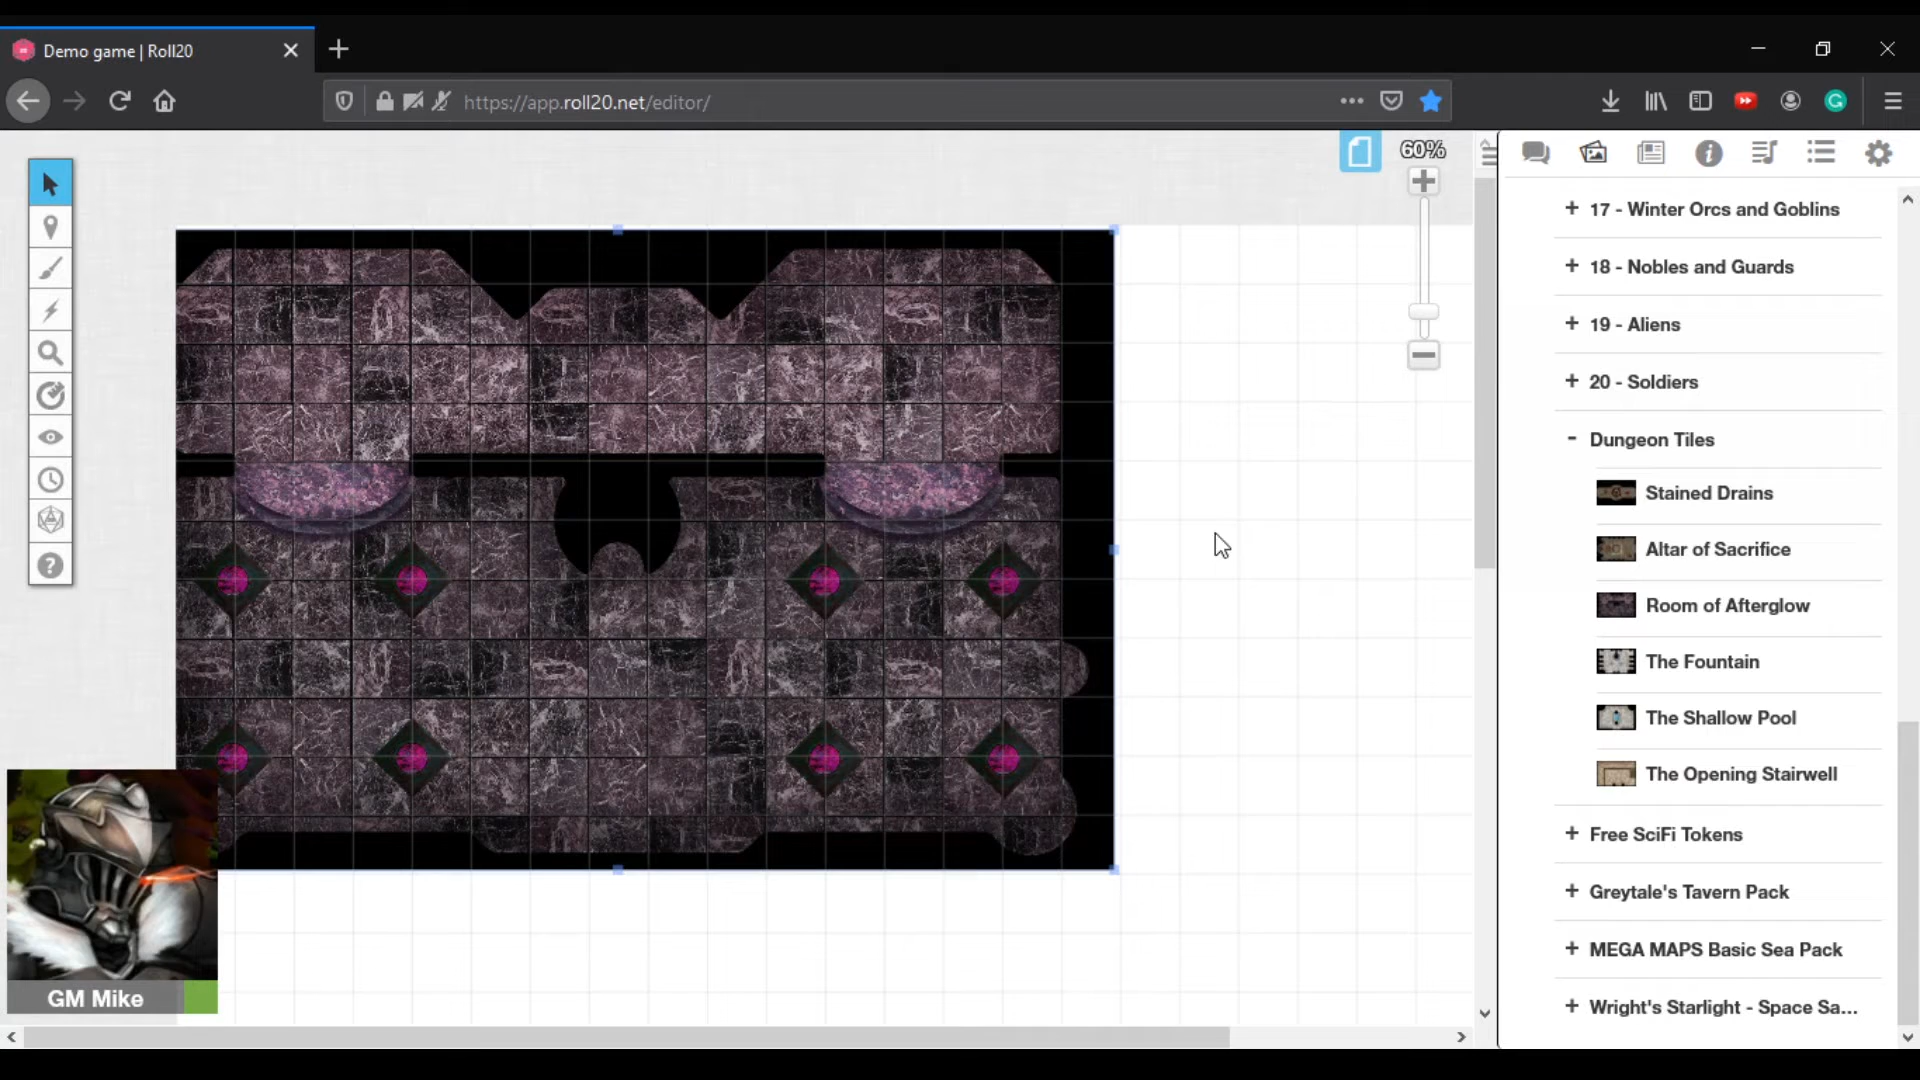 Demo game | Roll20
https://app.roll20.net/editor/
60%
+ 17 - Winter Orcs and Goblins
+ 18 - Nobles and Guards
+ 19 - Aliens
+ 20 - Soldiers
- Dungeon Tiles
Stained Drains
Altar of Sacrifice
Room of Afterglow
The Fountain
The Shallow Pool
The Opening Stairwell
+ Free SciFi Tokens
+ Greytale's Tavern Pack
+ MEGA MAPS Basic Sea Pack
+ Wright's Starlight - Space Sa...
GM Mike